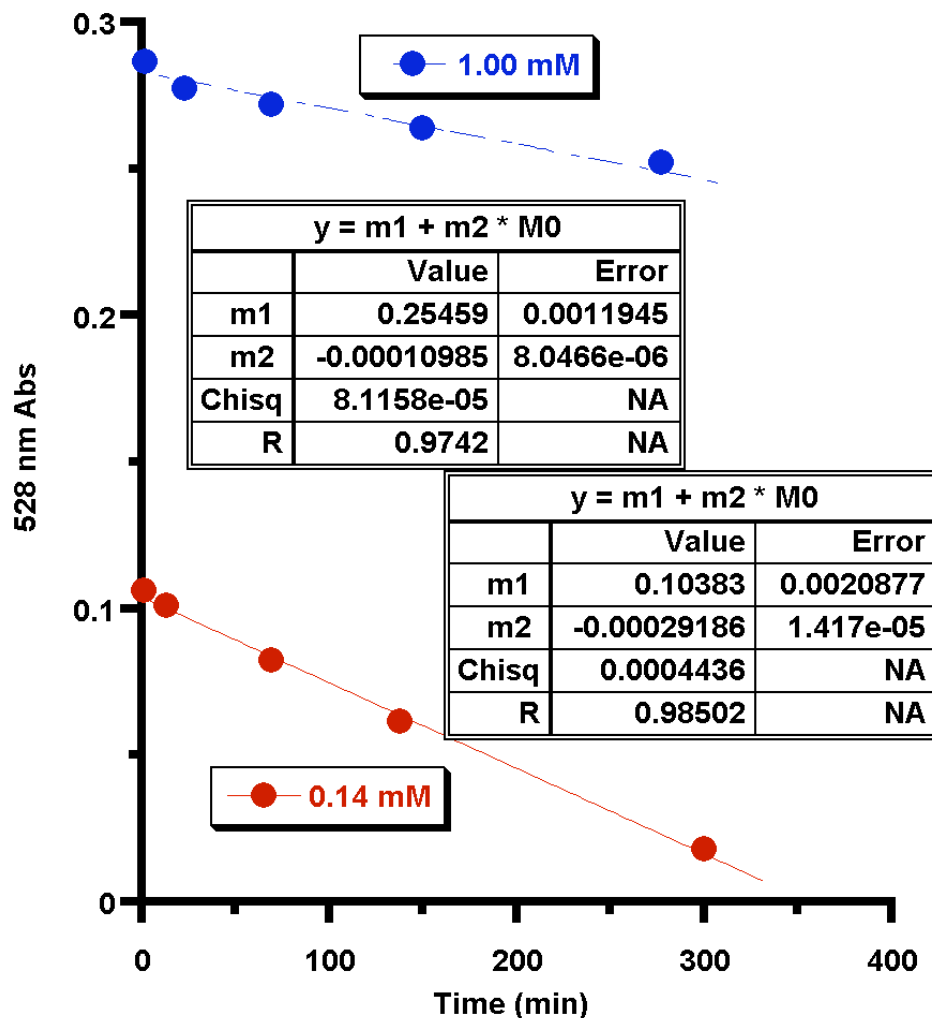 0.3
1.00 mM
y = m1 + m2 * M0
Value Error
m1 0.25459 0.0011945
m2 -0.00010985 8.0466e-06
Chisq 8.1158e-05 NA
R 0.9742 NA
0.2
528 nm Abs
y = m1 + m2 * M0
Value Error
m1 0.10383 0.0020877
m2 -0.00029186 1.417e-05
Chisq 0.0004436 NA
R 0.98502 NA
0.1
0.14 mM
0
0 100 200 300 400
Time (min)